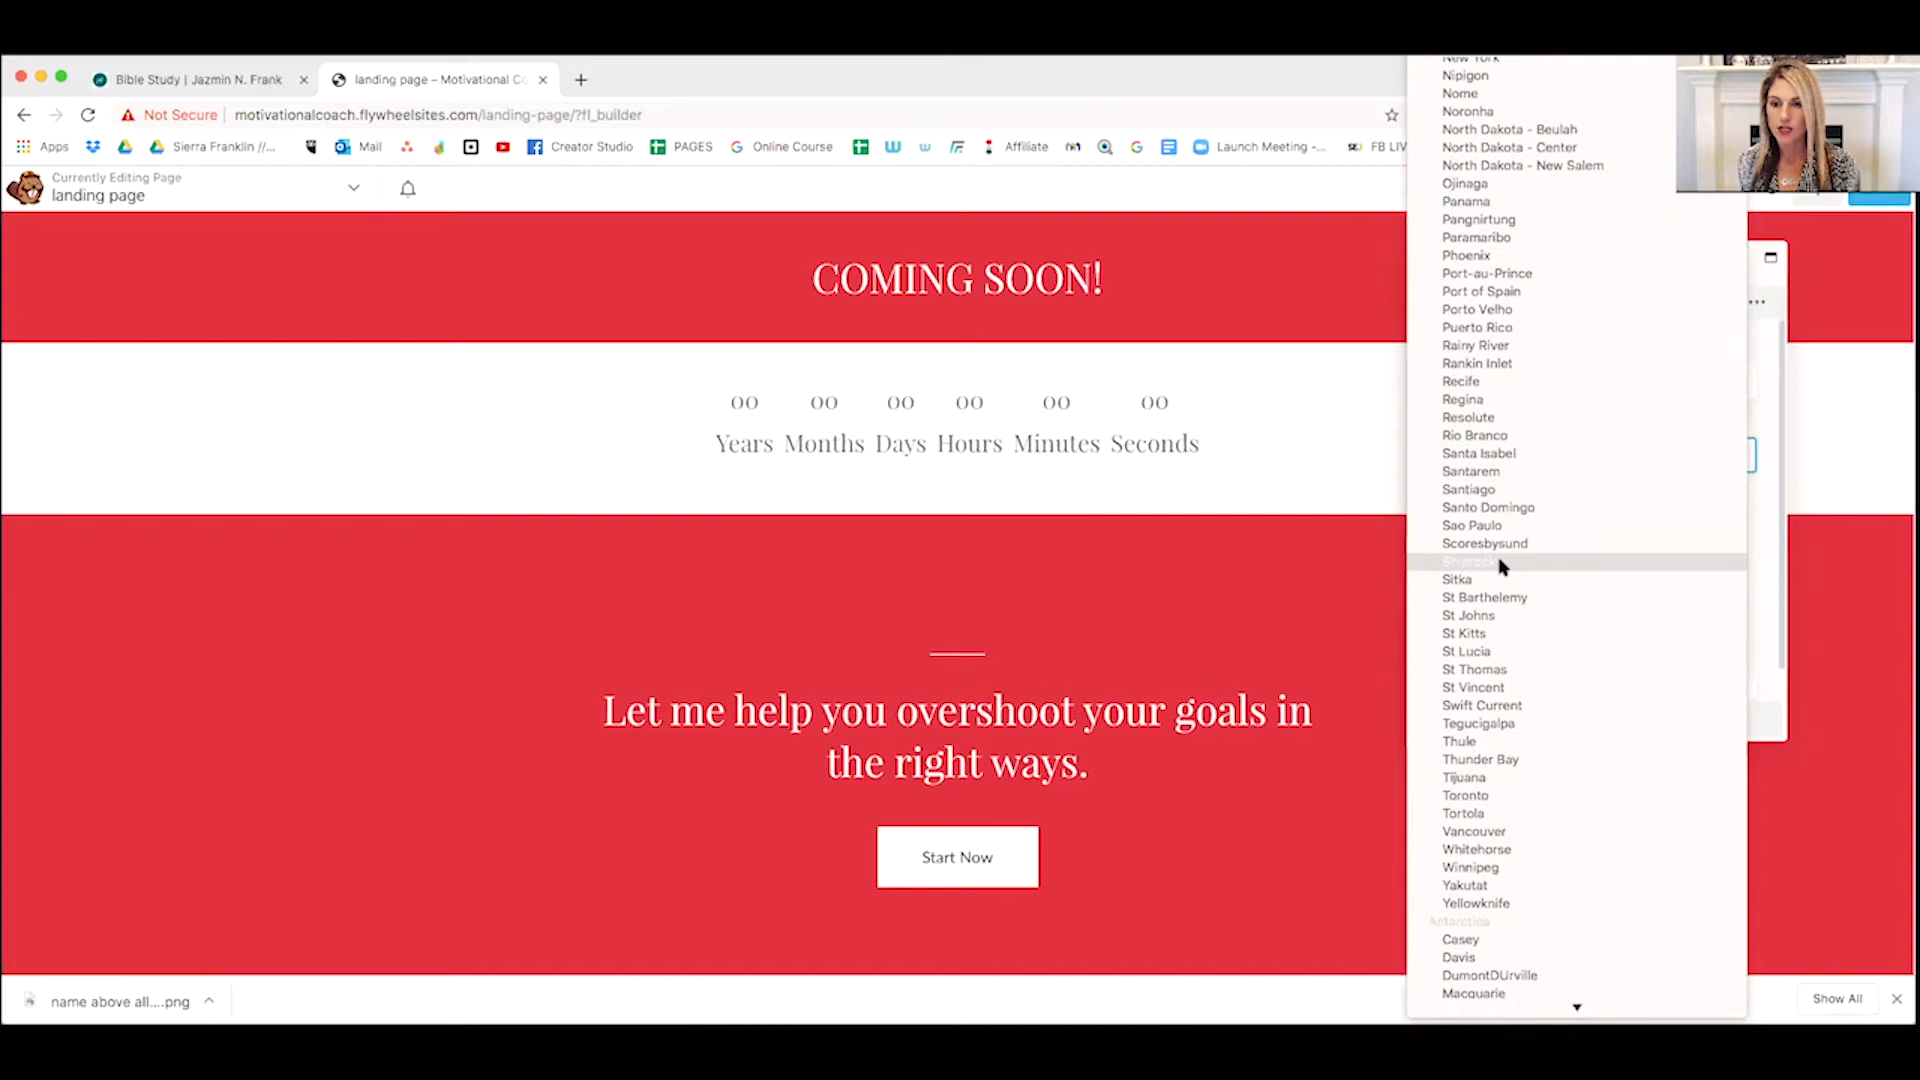 Bible Study | Jazmin N. Frank
landing page – Motivational Co
Not Secure
motivationalcoach.flywheelsites.com/landing-page/?fl_builder
Apps
Sierra Franklin //...
Mail
Creator Studio
PAGES
Online Course
Affiliate
Launch Meeting -...
FB LIV
Currently Editing Page
landing page
COMING SOON!
00 00 00 00 00 00
Years Months Days Hours Minutes Seconds
Let me help you overshoot your goals in
the right ways.
Start Now
New York
Nipigon
Nome
Noronha
North Dakota - Beulah
North Dakota - Center
North Dakota - New Salem
Ojinaga
Panama
Pangnirtung
Paramaribo
Phoenix
Port-au-Prince
Port of Spain
Porto Velho
Puerto Rico
Rainy River
Rankin Inlet
Recife
Regina
Resolute
Rio Branco
Santa Isabel
Santarem
Santiago
Santo Domingo
Sao Paulo
Scoresbysund
Shiprock
Sitka
St Barthelemy
St Johns
St Kitts
St Lucia
St Thomas
St Vincent
Swift Current
Tegucigalpa
Thule
Thunder Bay
Tijuana
Toronto
Tortola
Vancouver
Whitehorse
Winnipeg
Yakutat
Yellowknife
Antarctica
Casey
Davis
DumontDUrville
Macquarie
name above all....png
Show All